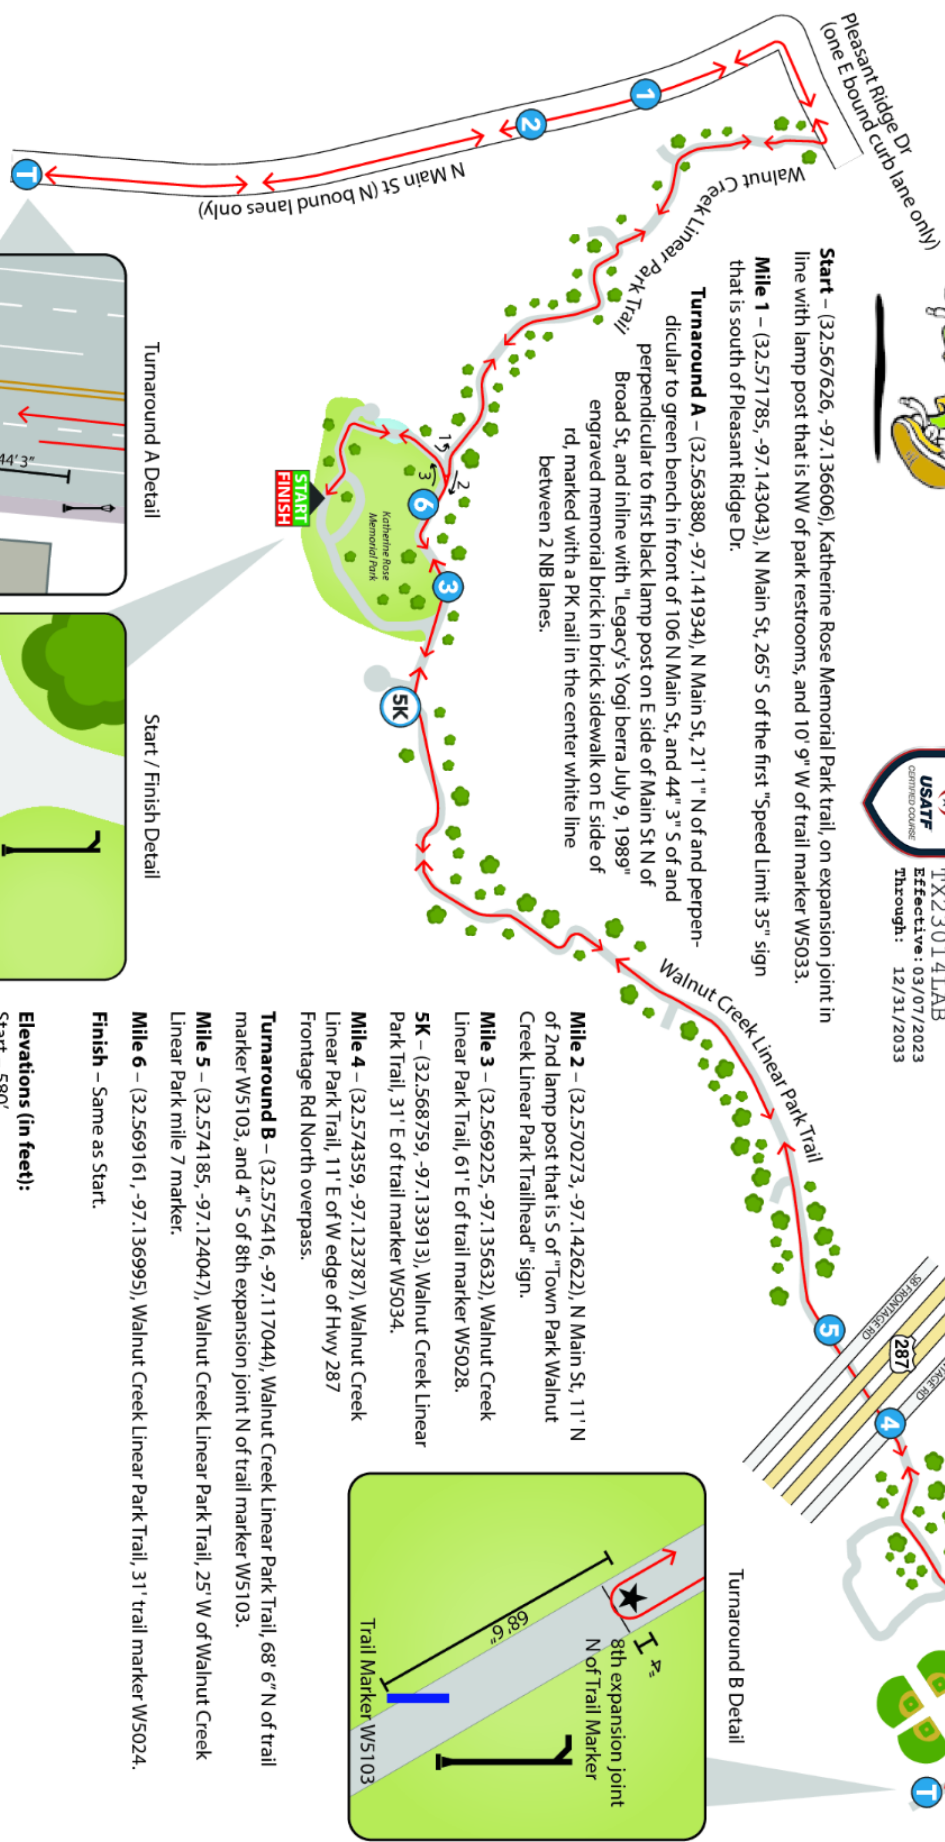 Pleasant Ridge Dr
(one E bound curb lane only)
1
2
T
N Main St (N bound lanes only)
Walnut Creek Linear Park Trail
USATF
CERTIFIED COURSE
TX23014LAB
Effective: 03/07/2023
Through: 12/31/2033
Start – (32.567626, -97.136606), Katherine Rose Memorial Park trail, on expansion joint in
line with lamp post that is NW of park restrooms, and 10' 9" W of trail marker W5033.
Mile 1 – (32.571785, -97.143043), N Main St, 265' S of the first "Speed Limit 35" sign
that is south of Pleasant Ridge Dr.
Turnaround A – (32.563880, -97.141934), N Main St, 21' 1" N of and perpen-
dicular to green bench in front of 106 N Main St, and 44" 3" S of and
perpendicular to first black lamp post on E side of Main St N of
Broad St, and inline with "Legacy's Yogi berra July 9, 1989"
engraved memorial brick in brick sidewalk on E side of
rd, marked with a PK nail in the center white line
between 2 NB lanes.
1
2
3
6
3
5K
START
FINISH
Katherine Rose
Memorial Park
Turnaround A Detail
44' 3"
Start / Finish Detail
Walnut Creek Linear Park Trail
5
4
SB FRONTAGE RD
287
TAGE RD
T
Mile 2 – (32.570273, -97.142622), N Main St, 11' N
of 2nd lamp post that is S of "Town Park Walnut
Creek Linear Park Trailhead" sign.
Mile 3 – (32.569225, -97.135632), Walnut Creek
Linear Park Trail, 61' E of trail marker W5028.
5K – (32.568759, -97.133913), Walnut Creek Linear
Park Trail, 31' E of trail marker W5034.
Mile 4 – (32.574359, -97.123787), Walnut Creek
Linear Park Trail, 11' E of W edge of Hwy 287
Frontage Rd North overpass.
Turnaround B – (32.575416, -97.117044), Walnut Creek Linear Park Trail, 68' 6" N of trail
marker W5103, and 4" S of 8th expansion joint N of trail marker W5103.
Mile 5 – (32.574185, -97.124047), Walnut Creek Linear Park Trail, 25' W of Walnut Creek
Linear Park mile 7 marker.
Mile 6 – (32.569161, -97.136995), Walnut Creek Linear Park Trail, 31' trail marker W5024.
Finish – Same as Start.
Elevations (in feet):
Turnaround B Detail
8th expansion joint
N of Trail Marker
4"
68' 6"
Trail Marker W5103